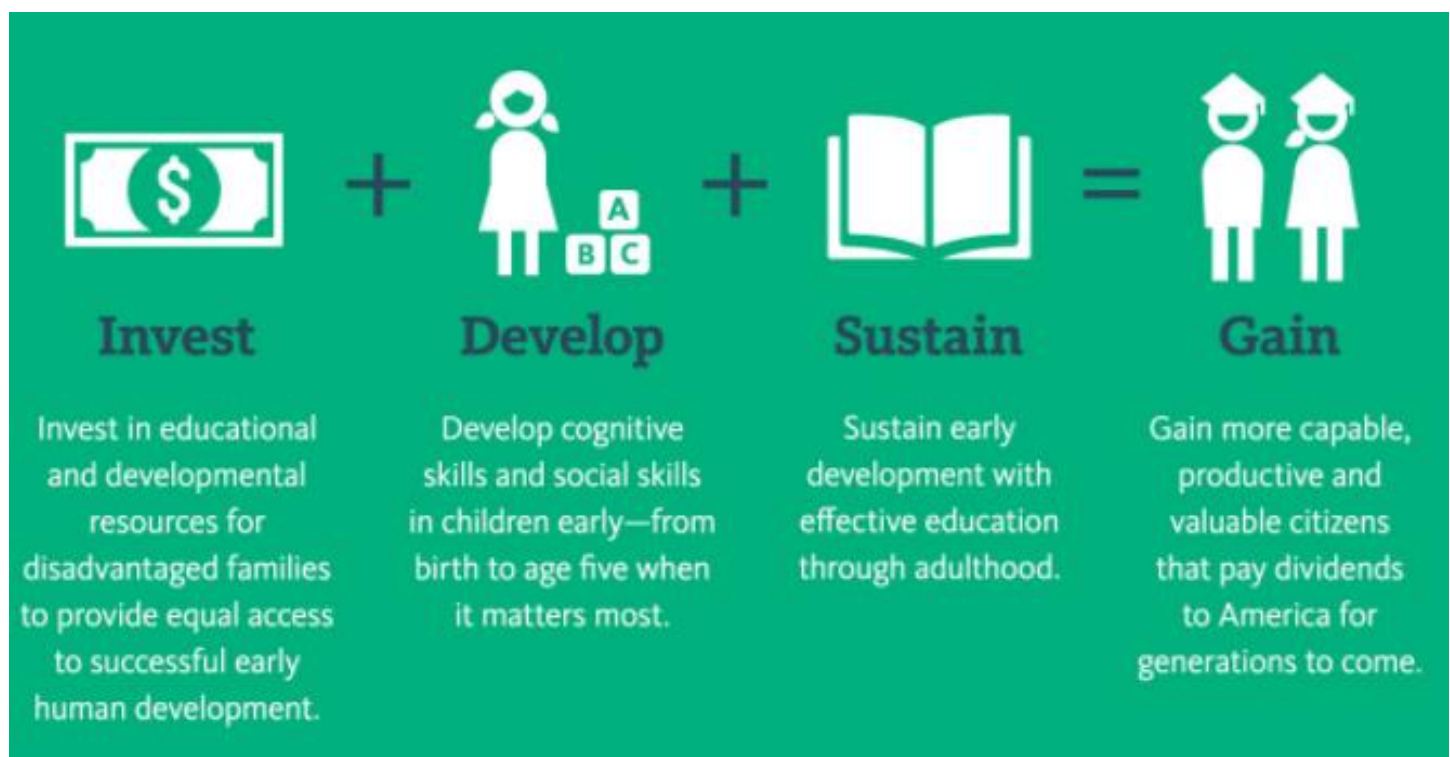 $
+
A
B C
+
=
Invest
Invest in educational
and developmental
resources for
disadvantaged families
to provide equal access
to successful early
human development.
Develop
Develop cognitive
skills and social skills
in children early—from
birth to age five when
it matters most.
Sustain
Sustain early
development with
effective education
through adulthood.
Gain
Gain more capable,
productive and
valuable citizens
that pay dividends
to America for
generations to come.